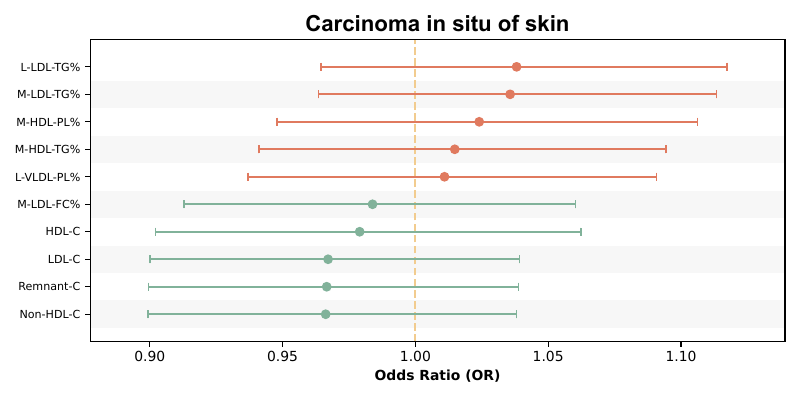 Carcinoma in situ of skin
L-LDL-TG%
M-LDL-TG%
M-HDL-PL%
M-HDL-TG%
L-VLDL-PL%
M-LDL-FC%
HDL-C
LDL-C
Remnant-C
Non-HDL-C
0.90 0.95 1.00 1.05 1.10
Odds Ratio (OR)